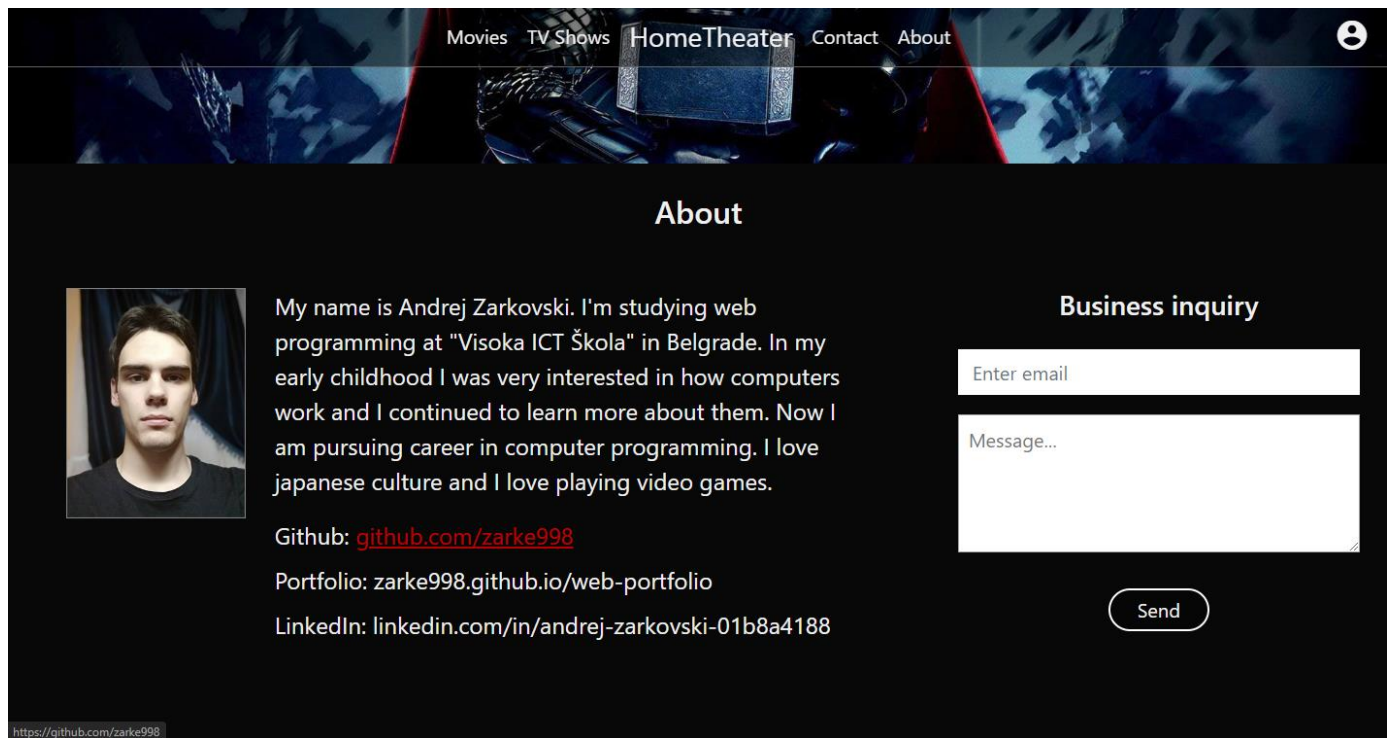 Movies TV Shows HomeTheater Contact About
About
My name is Andrej Zarkovski. I'm studying web
programming at "Visoka ICT Škola" in Belgrade. In my
early childhood I was very interested in how computers
work and I continued to learn more about them. Now I
am pursuing career in computer programming. I love
japanese culture and I love playing video games.
Github: github.com/zarke998
Portfolio: zarke998.github.io/web-portfolio
LinkedIn: linkedin.com/in/andrej-zarkovski-01b8a4188
Business inquiry
Enter email
Message...
Send
https://github.com/zarke998